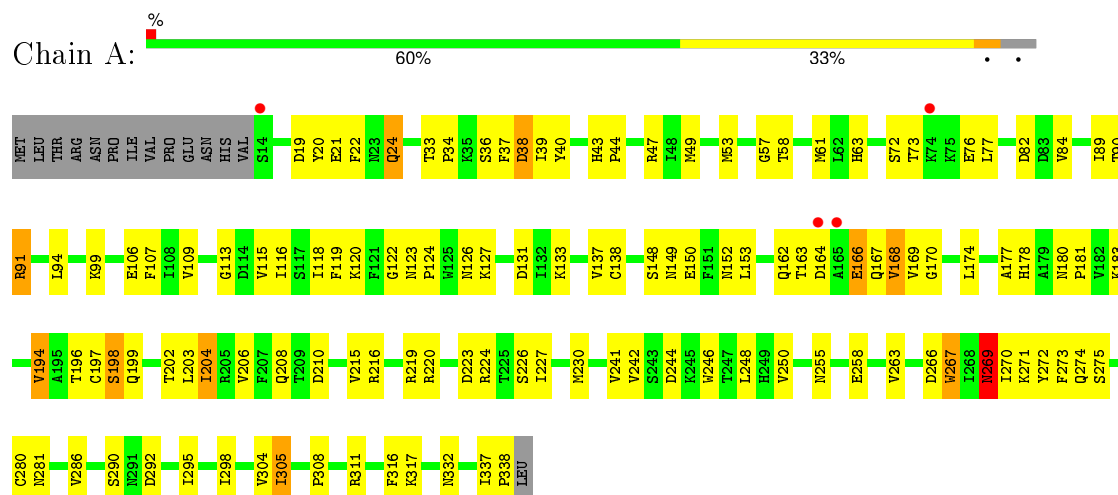 %
Chain A:
60% 33% • •
MET LEU THR ARG ASN PRO ILE VAL PRO GLU ASN HIS VAL S14 D19 Y20 E21 F22 N23 Q24 T33 P34 K35 S36 F37 D38 I39 Y40 H43 P44 R47 I48 M49 M53 G57 T58 M61 L62 H63 S72 T73 K74 K75 E76 L77 D82 D83 V84 I89
R91 L94 K99 E106 F107 I108 V109 G113 D114 V115 I116 S117 I118 F119 K120 F121 G122 N123 P124 W125 N126 K127 D131 I132 K133 V137 C138 S148 N149 E150 F151 N152 L153 Q162 T163 D164 A165 E166 Q167 V168 V169 G170 L174 A177 H178 A179 N180 P181 V182 K183
V194 A195 T196 C197 S198 Q199 T202 L203 I204 R205 V206 F207 Q208 T209 D210 V215 R216 R219 R220 D223 R224 T225 S226 I227 M230 V241 V242 S243 D244 K245 W246 T247 L248 H249 V250 N255 E258 V263 D266 W267 I268 N269 I270 K271 Y272 F273 Q274 S275
C280 N281 V286 S290 N291 D292 I295 I298 V304 I305 P308 R311 F316 K317 N332 I337 P338 LEU